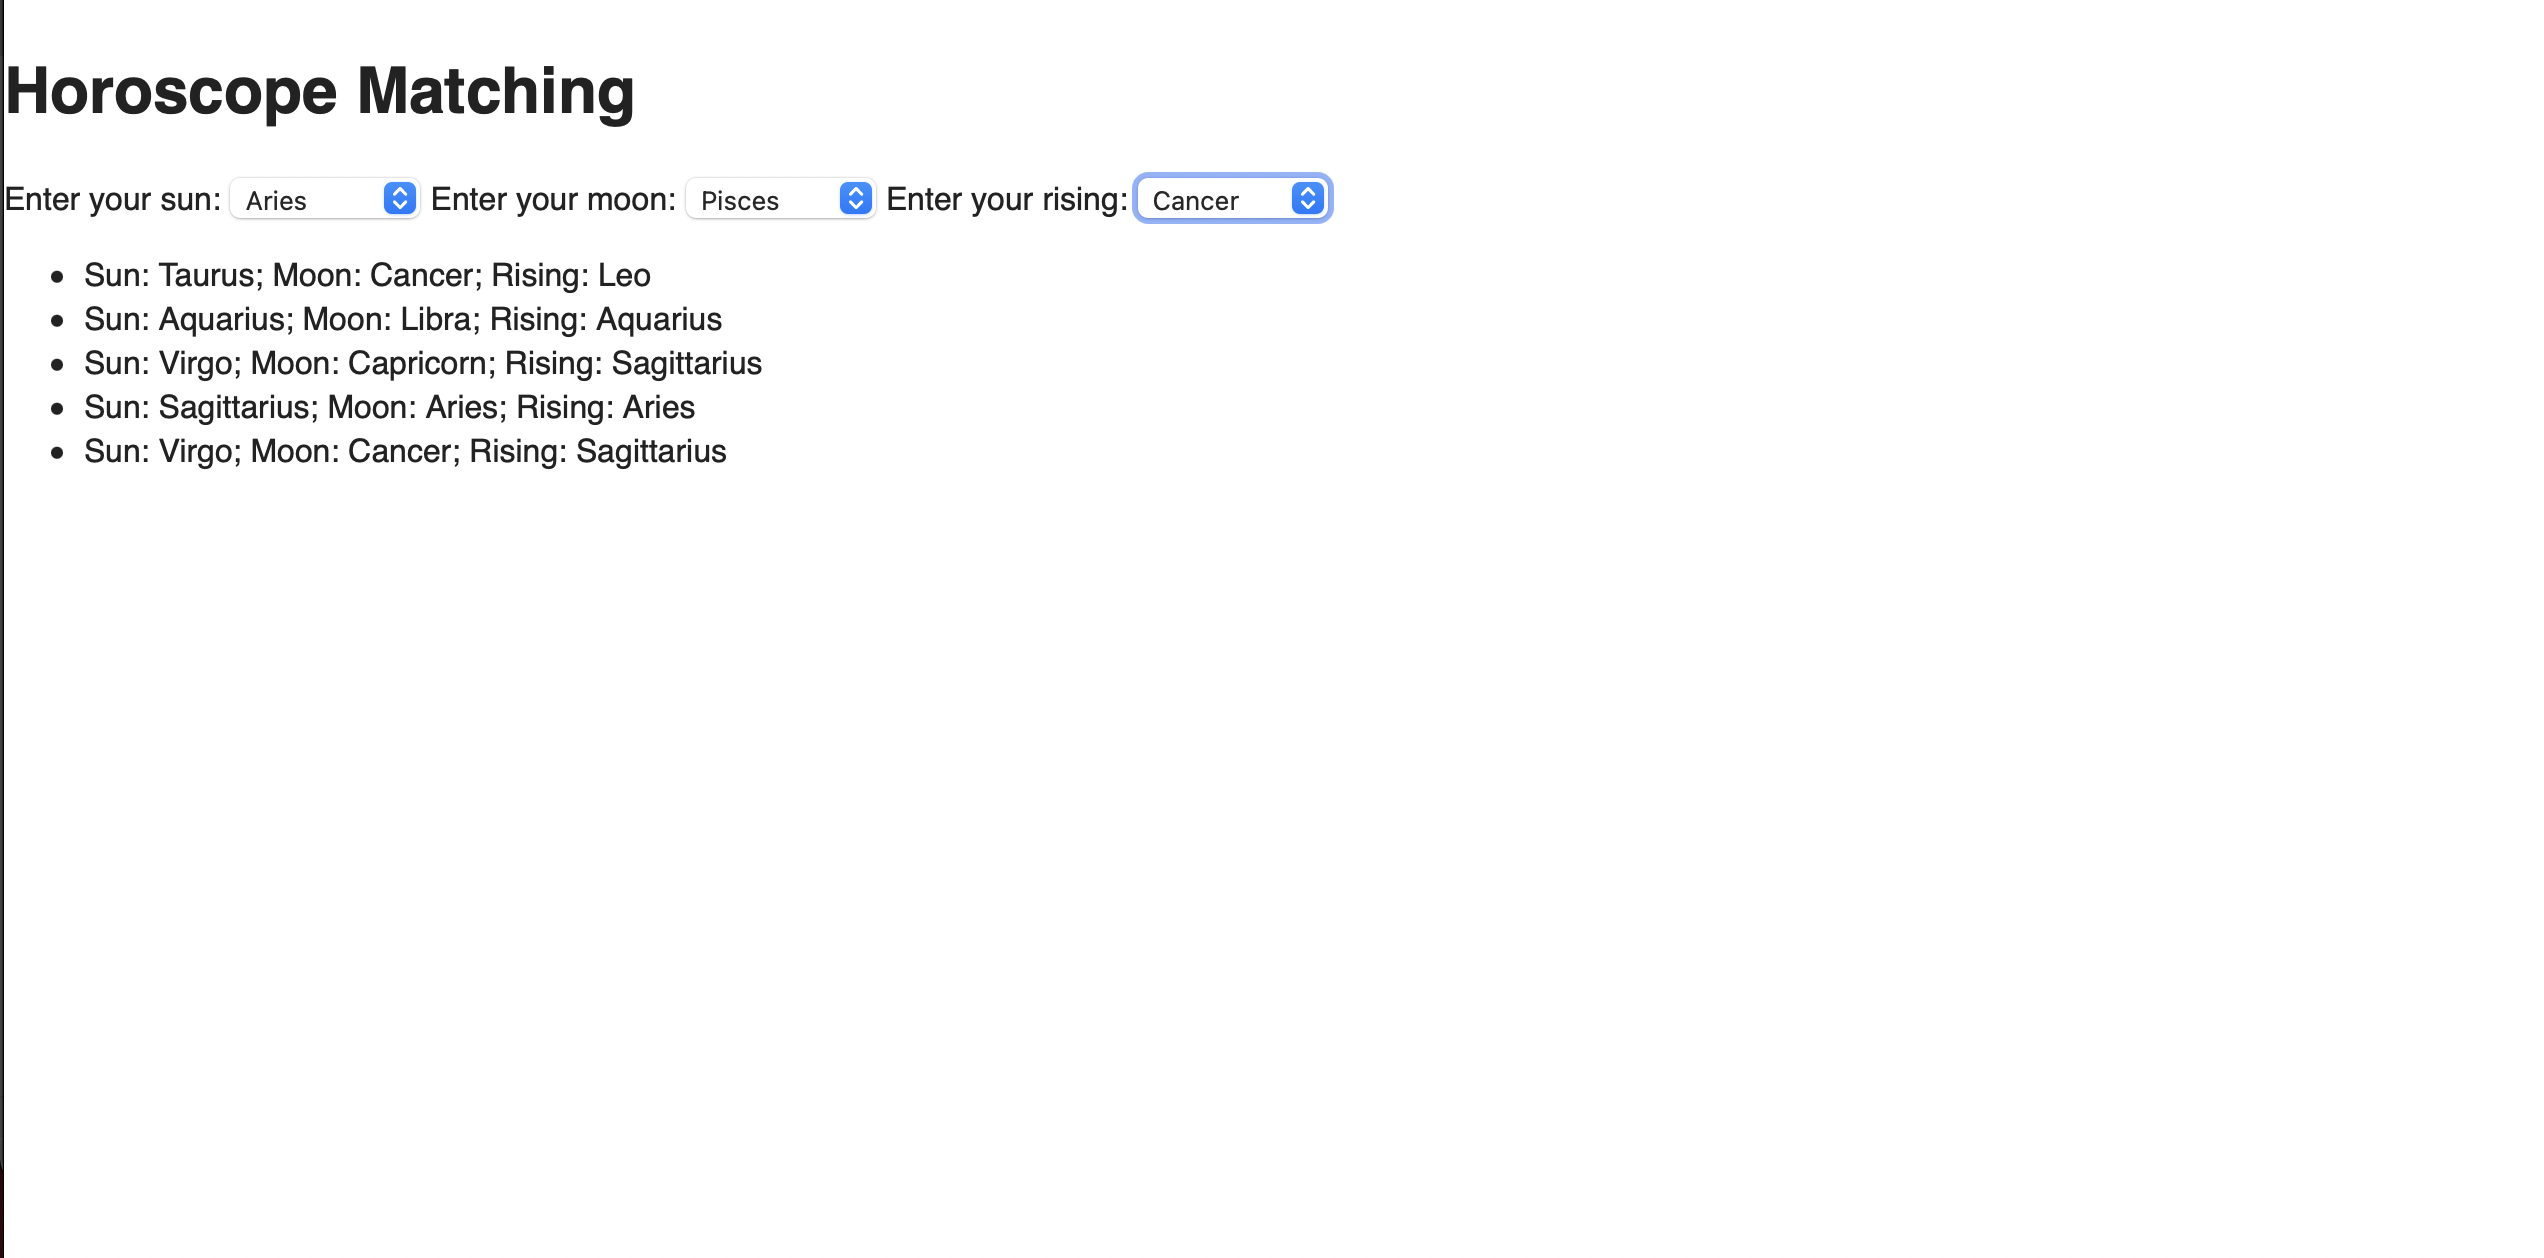 Horoscope Matching
Enter your sun: Aries Enter your moon: Pisces Enter your rising: Cancer
• Sun: Taurus; Moon: Cancer; Rising: Leo
• Sun: Aquarius; Moon: Libra; Rising: Aquarius
• Sun: Virgo; Moon: Capricorn; Rising: Sagittarius
• Sun: Sagittarius; Moon: Aries; Rising: Aries
• Sun: Virgo; Moon: Cancer; Rising: Sagittarius